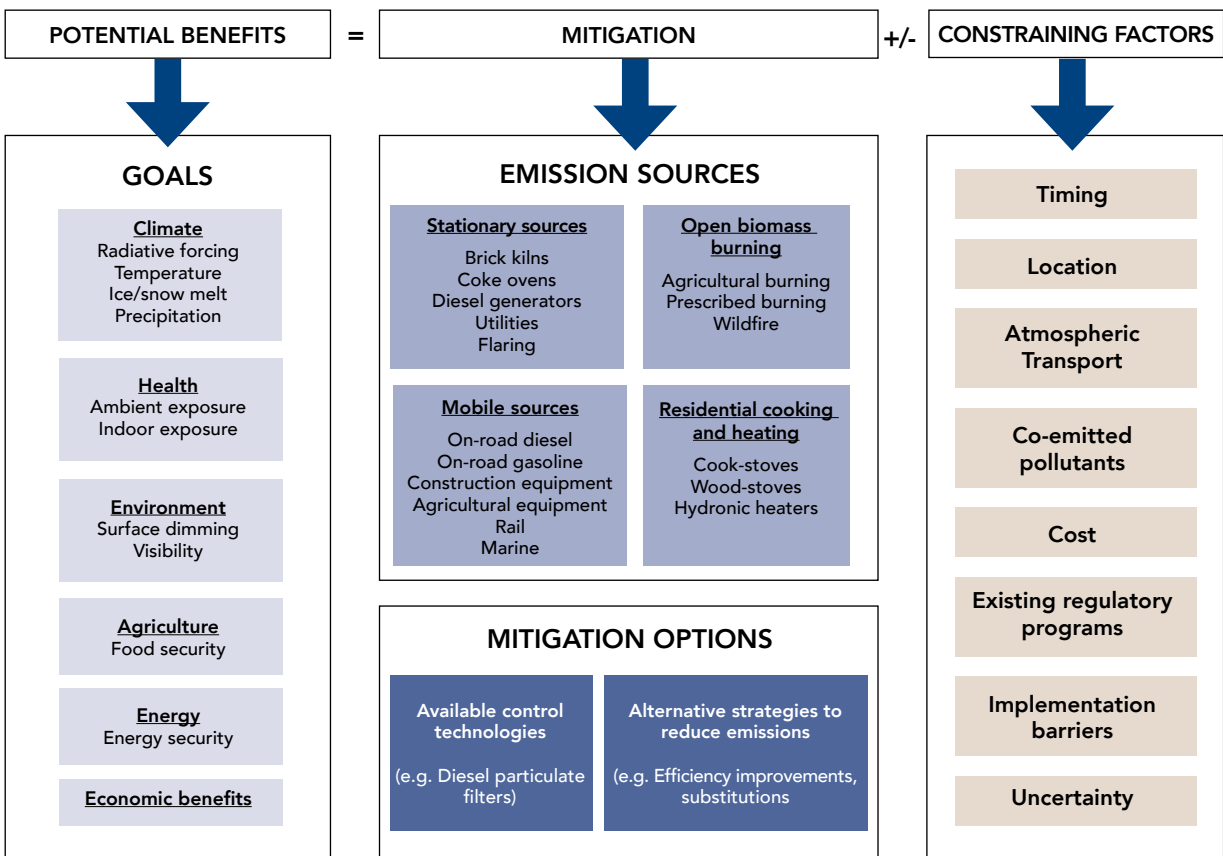 POTENTIAL BENEFITS = MITIGATION +/- CONSTRAINING FACTORS
GOALS
Climate
Radiative forcing
Temperature
Ice/snow melt
Precipitation
Health
Ambient exposure
Indoor exposure
Environment
Surface dimming
Visibility
Agriculture
Food security
Energy
Energy security
Economic benefits
EMISSION SOURCES
Stationary sources
Brick kilns
Coke ovens
Diesel generators
Utilities
Flaring
Open biomass
burning
Agricultural burning
Prescribed burning
Wildfire
Mobile sources
On-road diesel
On-road gasoline
Construction equipment
Agricultural equipment
Rail
Marine
Residential cooking
and heating
Cook-stoves
Wood-stoves
Hydronic heaters
MITIGATION OPTIONS
Available control
technologies
(e.g. Diesel particulate
filters)
Alternative strategies to
reduce emissions
(e.g. Efficiency improvements,
substitutions
Timing
Location
Atmospheric
Transport
Co-emitted
pollutants
Cost
Existing regulatory
programs
Implementation
barriers
Uncertainty